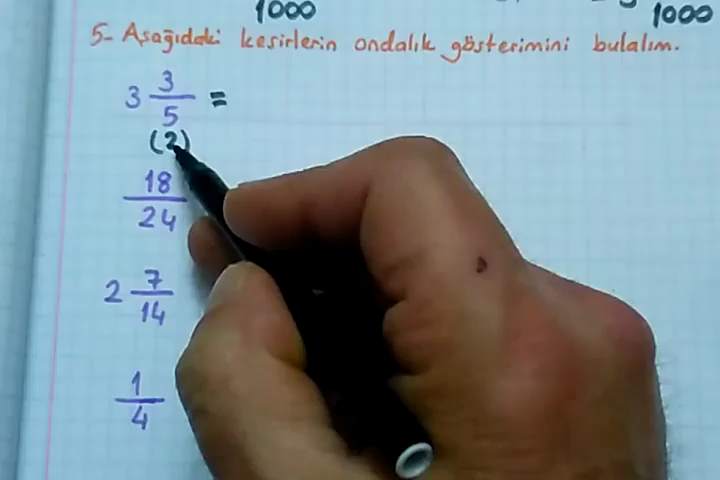 1000 1000
5- Aşağıdaki kesirlerin ondalık gösterimini bulalım.
3 3/5 =
(2)
18/24
2 7/14
1/4